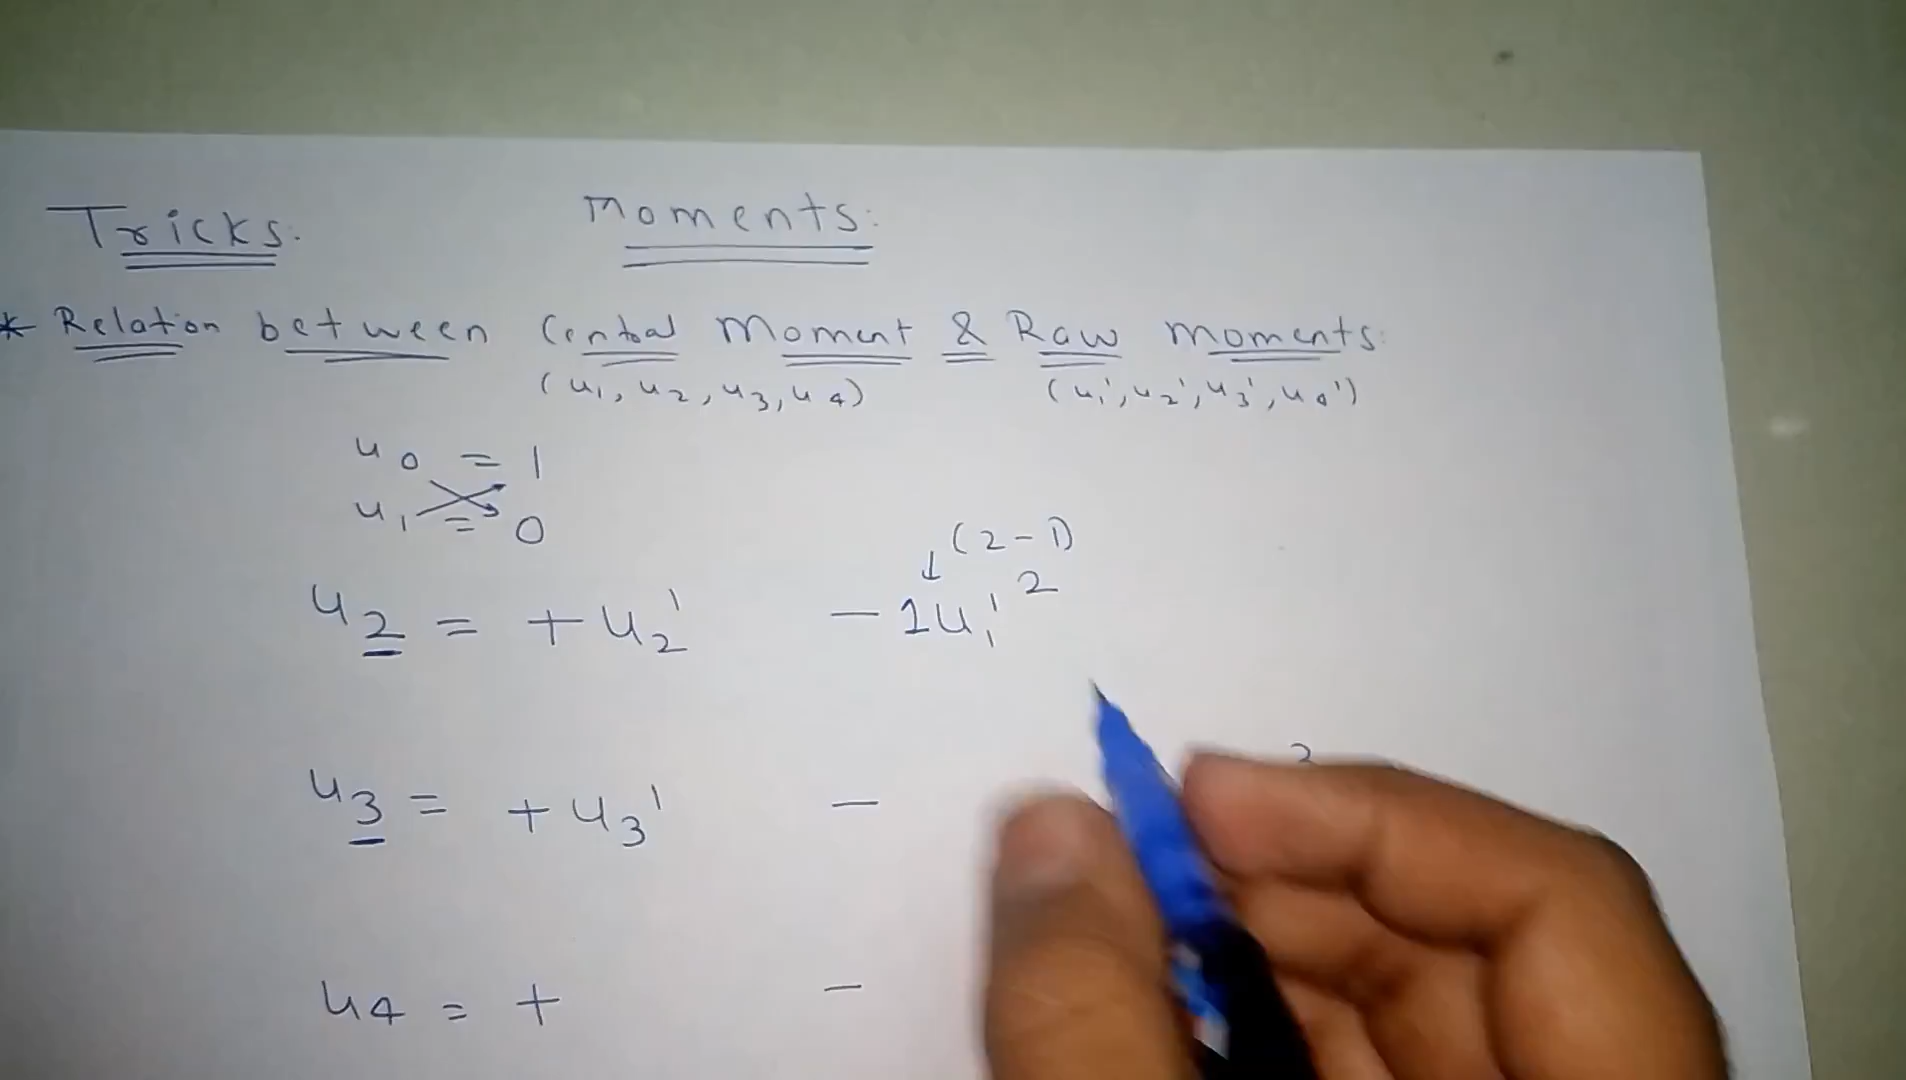 Tricks: Moments:
* Relation between Central Moment & Raw Moments:
(u₁, u₂, u₃, u₄) (u₁', u₂', u₃', u₄')
u₀ = 1
u₁ = 0
↓ (2-1)
u₂ = + u₂' - 1u₁'²
u₃ = + u₃' -
u₄ = + -